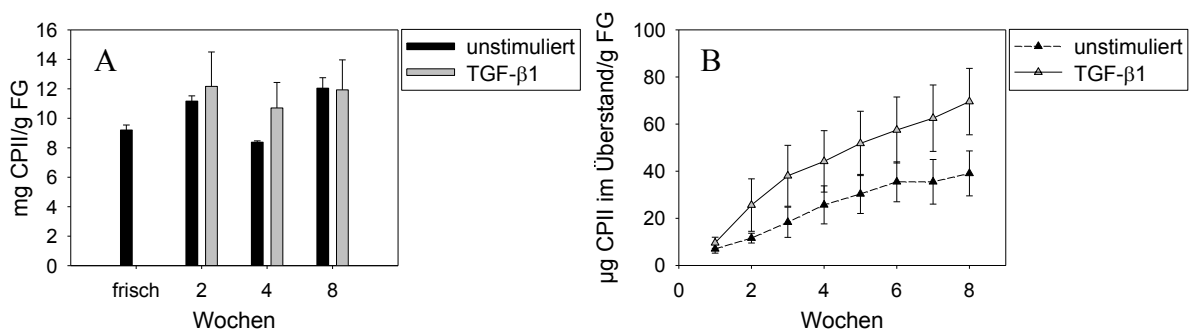 A
mg CPII/g FG
16
14
12
10
8
6
4
2
0
frisch 2 4 8
Wochen
unstimuliert
TGF-β1
B
µg CPII im Überstand/g FG
100
80
60
40
20
0
0 2 4 6 8
Wochen
unstimuliert
TGF-β1